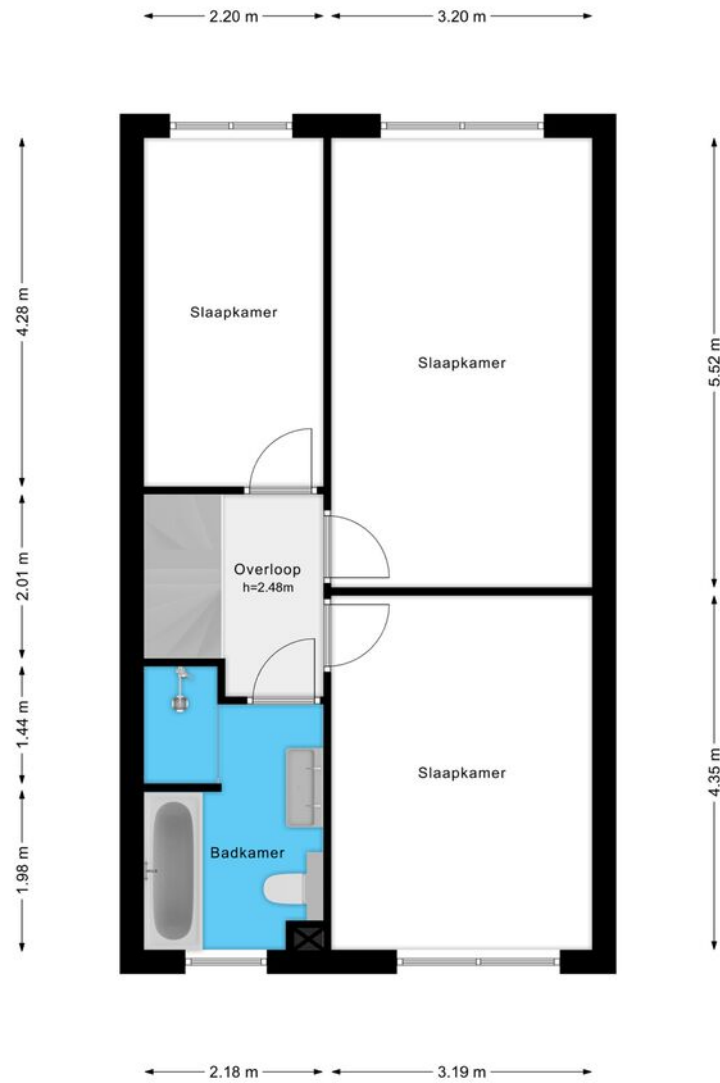 2.20 m
3.20 m
4.28 m
5.52 m
Slaapkamer
Slaapkamer
2.01 m
Overloop
h=2.48m
1.44 m
4.35 m
Slaapkamer
1.98 m
Badkamer
2.18 m
3.19 m